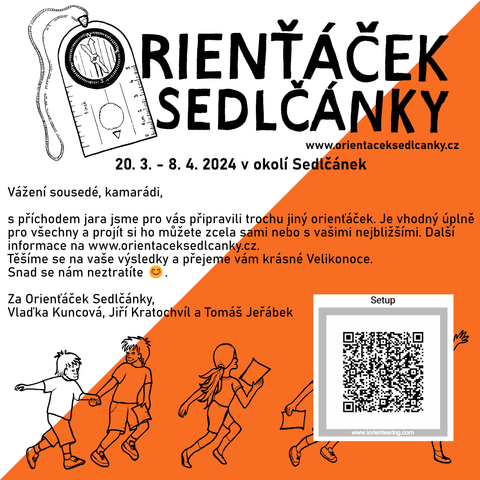 ORIENŤÁČEK
SEDLČÁNKY
www.orientaceksedlcanky.cz
20. 3. - 8. 4. 2024 v okolí Sedlčánek
Vážení sousedé, kamarádi,
s příchodem jara jsme pro vás připravili trochu jiný orienťáček. Je vhodný úplně
pro všechny a projít si ho můžete zcela sami nebo s vašimi nejbližšími. Další
informace na www.orientaceksedlcanky.cz.
Těšíme se na vaše výsledky a přejeme vám krásné Velikonoce.
Snad se nám neztratíte 😊.
Za Orienťáček Sedlčánky,
Vlaďka Kuncová, Jiří Kratochvíl a Tomáš Jeřábek
Setup
www.iorienteering.com